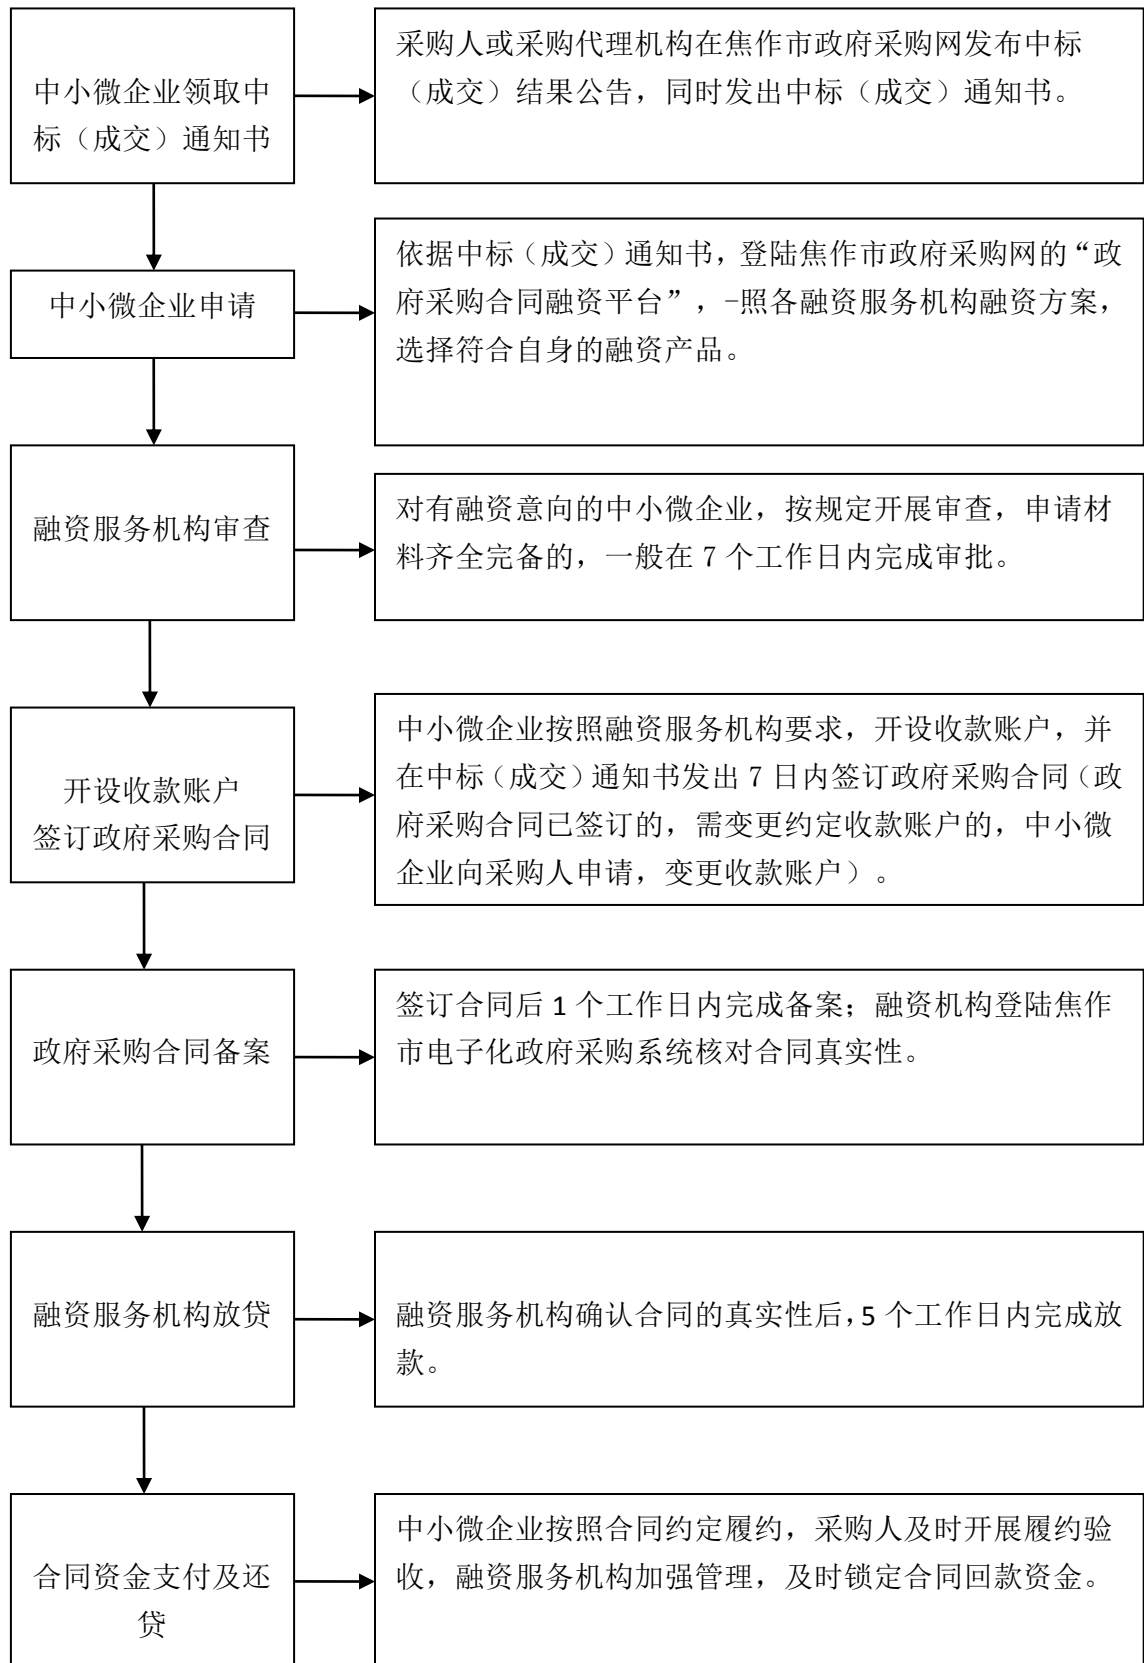 中小微企业领取中
标（成交）通知书
采购人或采购代理机构在焦作市政府采购网发布中标
（成交）结果公告，同时发出中标（成交）通知书。
中小微企业申请
依据中标（成交）通知书，登陆焦作市政府采购网的“政
府采购合同融资平台”，-照各融资服务机构融资方案，
选择符合自身的融资产品。
融资服务机构审查
对有融资意向的中小微企业，按规定开展审查，申请材
料齐全完备的，一般在 7 个工作日内完成审批。
开设收款账户
签订政府采购合同
中小微企业按照融资服务机构要求，开设收款账户，并
在中标（成交）通知书发出 7 日内签订政府采购合同（政
府采购合同已签订的，需变更约定收款账户的，中小微
企业向采购人申请，变更收款账户）。
政府采购合同备案
签订合同后 1 个工作日内完成备案；融资机构登陆焦作
市电子化政府采购系统核对合同真实性。
融资服务机构放贷
融资服务机构确认合同的真实性后，5 个工作日内完成放
款。
合同资金支付及还
贷
中小微企业按照合同约定履约，采购人及时开展履约验
收，融资服务机构加强管理，及时锁定合同回款资金。